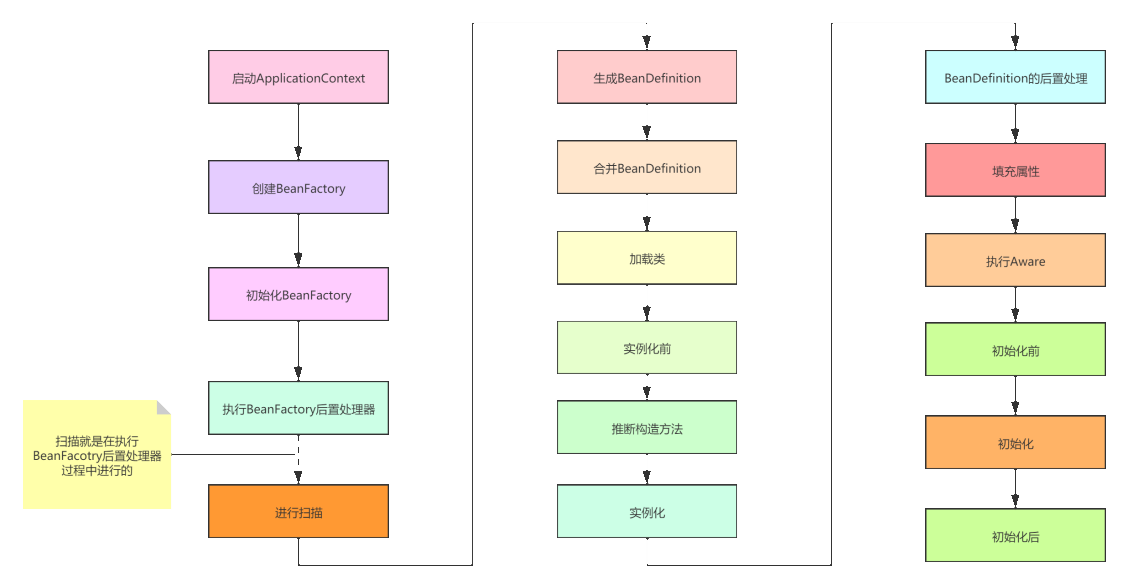 启动ApplicationContext
创建BeanFactory
初始化BeanFactory
执行BeanFactory后置处理器
扫描就是在执行
BeanFacotry后置处理器
过程中进行的
进行扫描
生成BeanDefinition
合并BeanDefinition
加载类
实例化前
推断构造方法
实例化
BeanDefinition的后置处理
填充属性
执行Aware
初始化前
初始化
初始化后